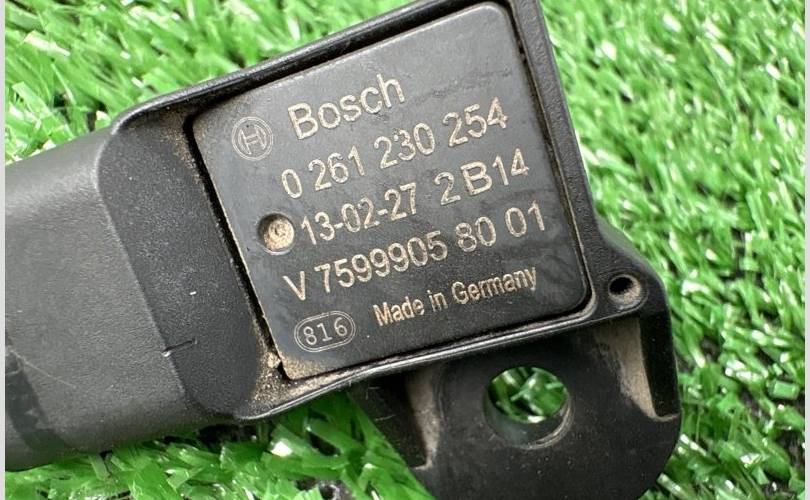 Bosch
0 261 230 254
13-02-27 2B14
V 7599905 80 01
816 Made in Germany